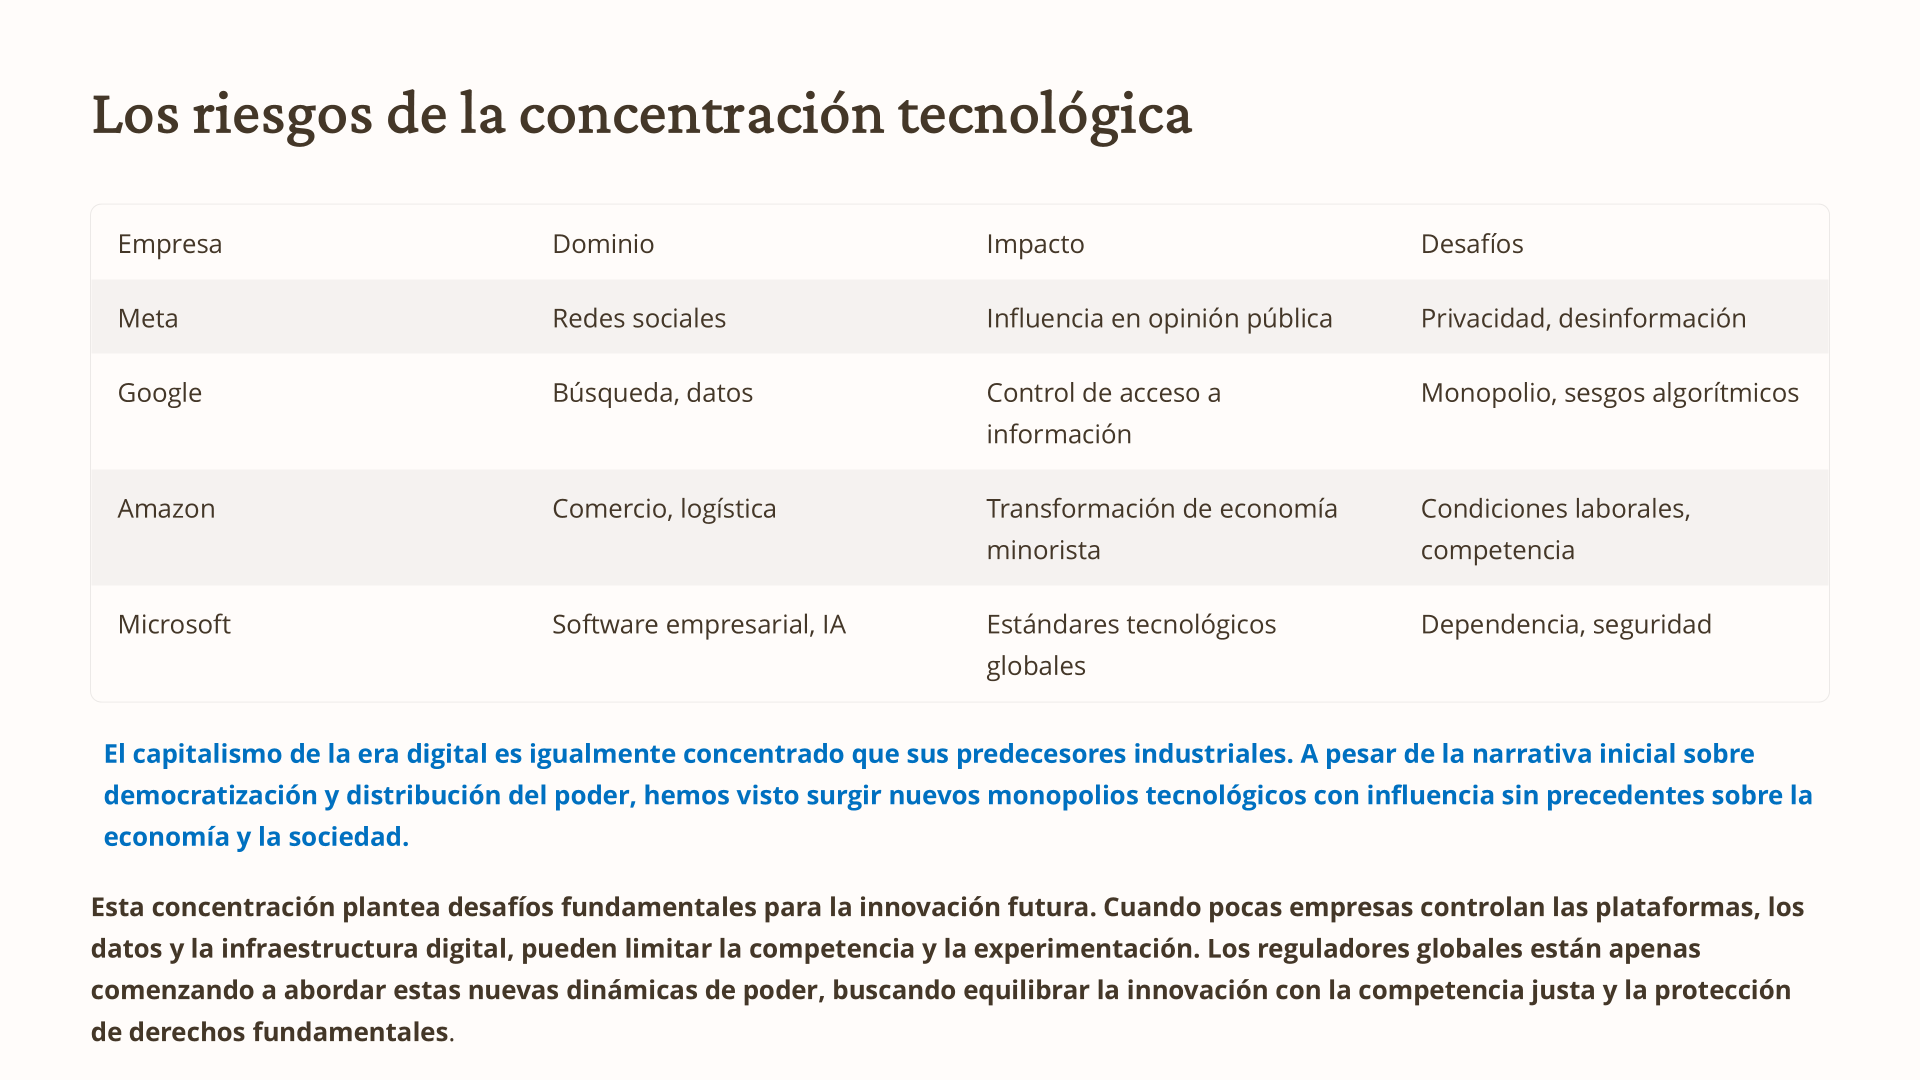 Los riesgos de la concentración tecnológica
Empresa Dominio Impacto Desafíos
Meta Redes sociales Influencia en opinión pública Privacidad, desinformación
Google Búsqueda, datos Control de acceso a información Monopolio, sesgos algorítmicos
Amazon Comercio, logística Transformación de economía minorista Condiciones laborales, competencia
Microsoft Software empresarial, IA Estándares tecnológicos globales Dependencia, seguridad
El capitalismo de la era digital es igualmente concentrado que sus predecesores industriales. A pesar de la narrativa inicial sobre
democratización y distribución del poder, hemos visto surgir nuevos monopolios tecnológicos con influencia sin precedentes sobre la
economía y la sociedad.
Esta concentración plantea desafíos fundamentales para la innovación futura. Cuando pocas empresas controlan las plataformas, los
datos y la infraestructura digital, pueden limitar la competencia y la experimentación. Los reguladores globales están apenas
comenzando a abordar estas nuevas dinámicas de poder, buscando equilibrar la innovación con la competencia justa y la protección
de derechos fundamentales.